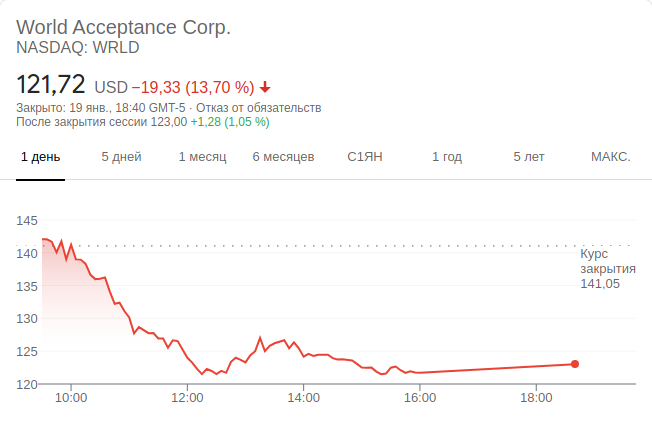 World Acceptance Corp.
NASDAQ: WRLD
121,72 USD −19,33 (13,70 %)
Закрыто: 19 янв., 18:40 GMT-5 · Отказ от обязательств
После закрытия сессии 123,00 +1,28 (1,05 %)
1 день 5 дней 1 месяц 6 месяцев С1ЯН 1 год 5 лет МАКС.
145
140
135
130
125
120
Курс
закрытия
141,05
10:00 12:00 14:00 16:00 18:00